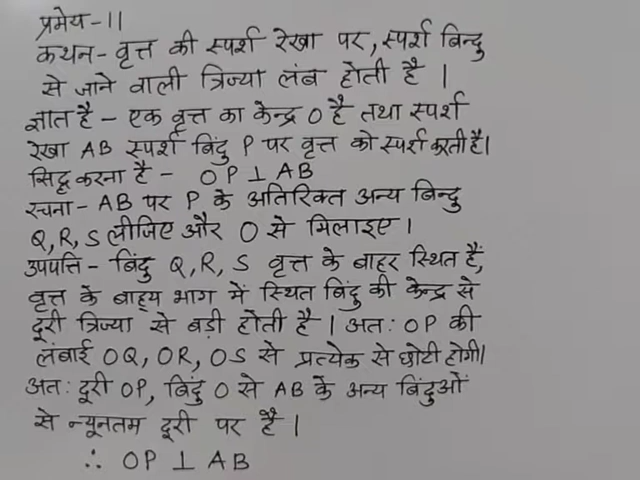 प्रमेय-11
कथन- वृत्त की स्पर्श रेखा पर, स्पर्श बिन्दु
से जाने वाली त्रिज्या लंब होती है ।
ज्ञात है - एक वृत्त का केन्द्र O है तथा स्पर्श
रेखा AB स्पर्श बिंदु P पर वृत्त को स्पर्श करती है।
सिद्ध करना है - OP ⊥ AB
रचना- AB पर P के अतिरिक्त अन्य बिन्दु
Q, R, S लीजिए और O से मिलाइए ।
उपपत्ति - बिंदु Q, R, S वृत्त के बाहर स्थित हैं,
वृत्त के बाह्य भाग में स्थित बिंदु की केन्द्र से
दूरी त्रिज्या से बड़ी होती है । अतः OP की
लंबाई OQ, OR, OS से प्रत्येक से छोटी होगी।
अतः दूरी OP, बिंदु O से AB के अन्य बिंदुओं
से न्यूनतम दूरी पर है ।
∴ OP ⊥ AB